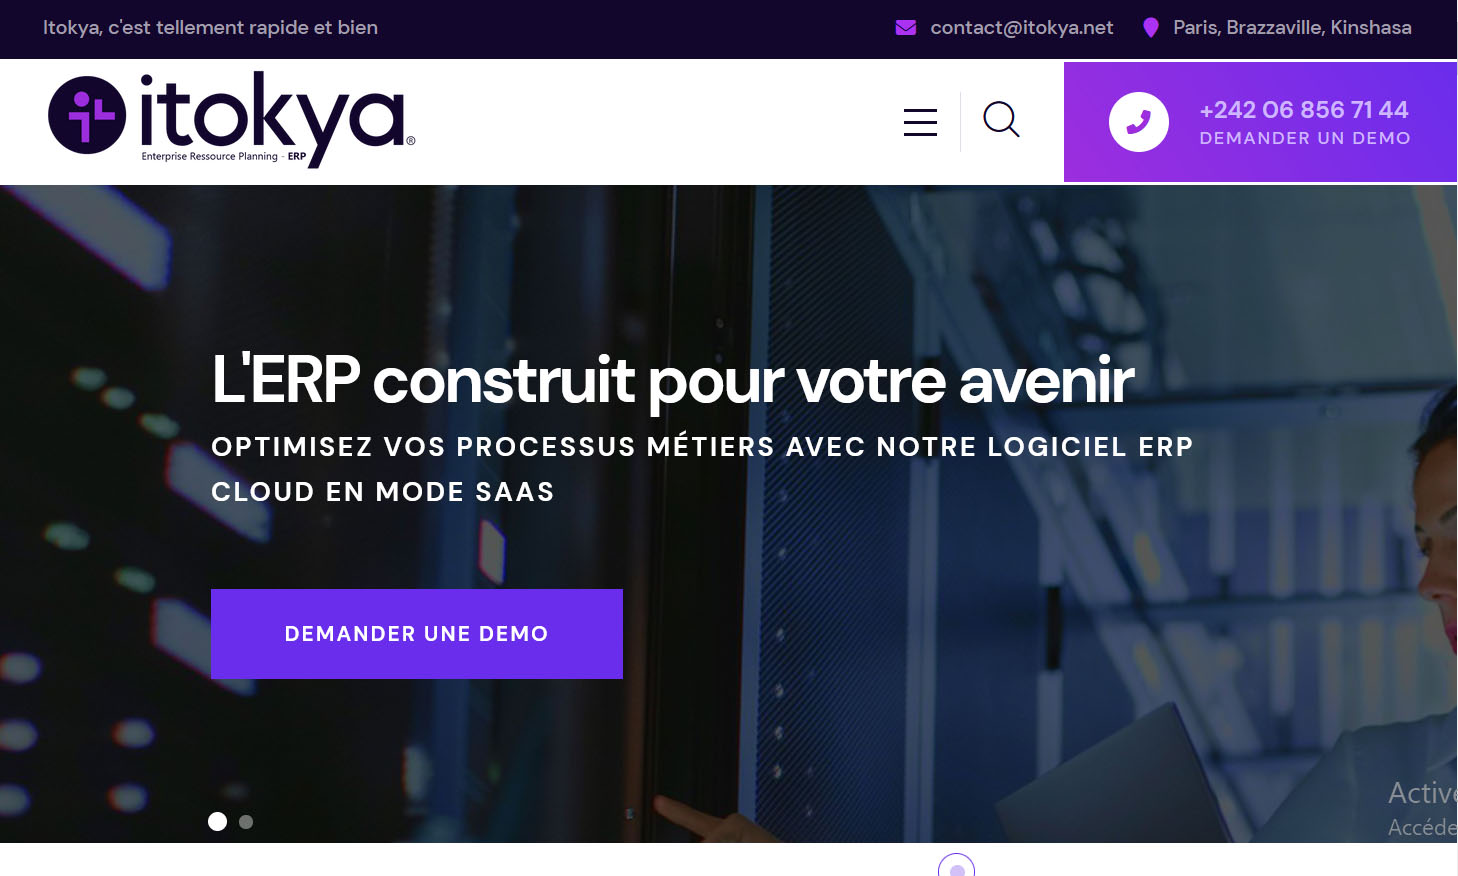 Itokya, c'est tellement rapide et bien
contact@itokya.net
Paris, Brazzaville, Kinshasa
itokya®
Enterprise Ressource Planning - ERP
+242 06 856 71 44
DEMANDER UN DEMO
L'ERP construit pour votre avenir
OPTIMISEZ VOS PROCESSUS MÉTIERS AVEC NOTRE LOGICIEL ERP
CLOUD EN MODE SAAS
DEMANDER UNE DEMO